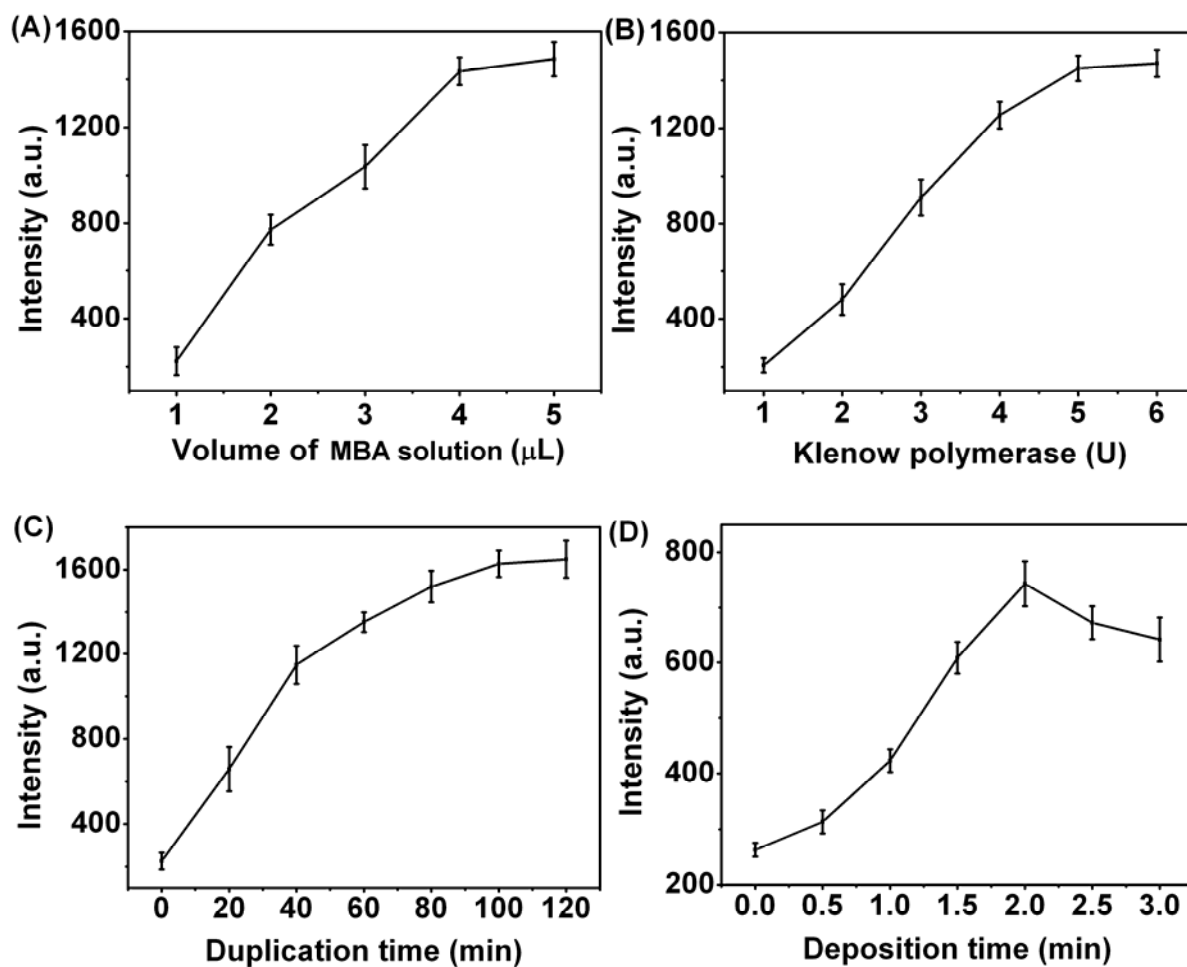 (A)
1600
1200
800
400
Intensity (a.u.)
1 2 3 4 5
Volume of MBA solution (μL)
(B)
1600
1200
800
400
Intensity (a.u.)
1 2 3 4 5 6
Klenow polymerase (U)
(C)
1600
1200
800
400
Intensity (a.u.)
0 20 40 60 80 100 120
Duplication time (min)
(D)
800
600
400
200
Intensity (a.u.)
0.0 0.5 1.0 1.5 2.0 2.5 3.0
Deposition time (min)